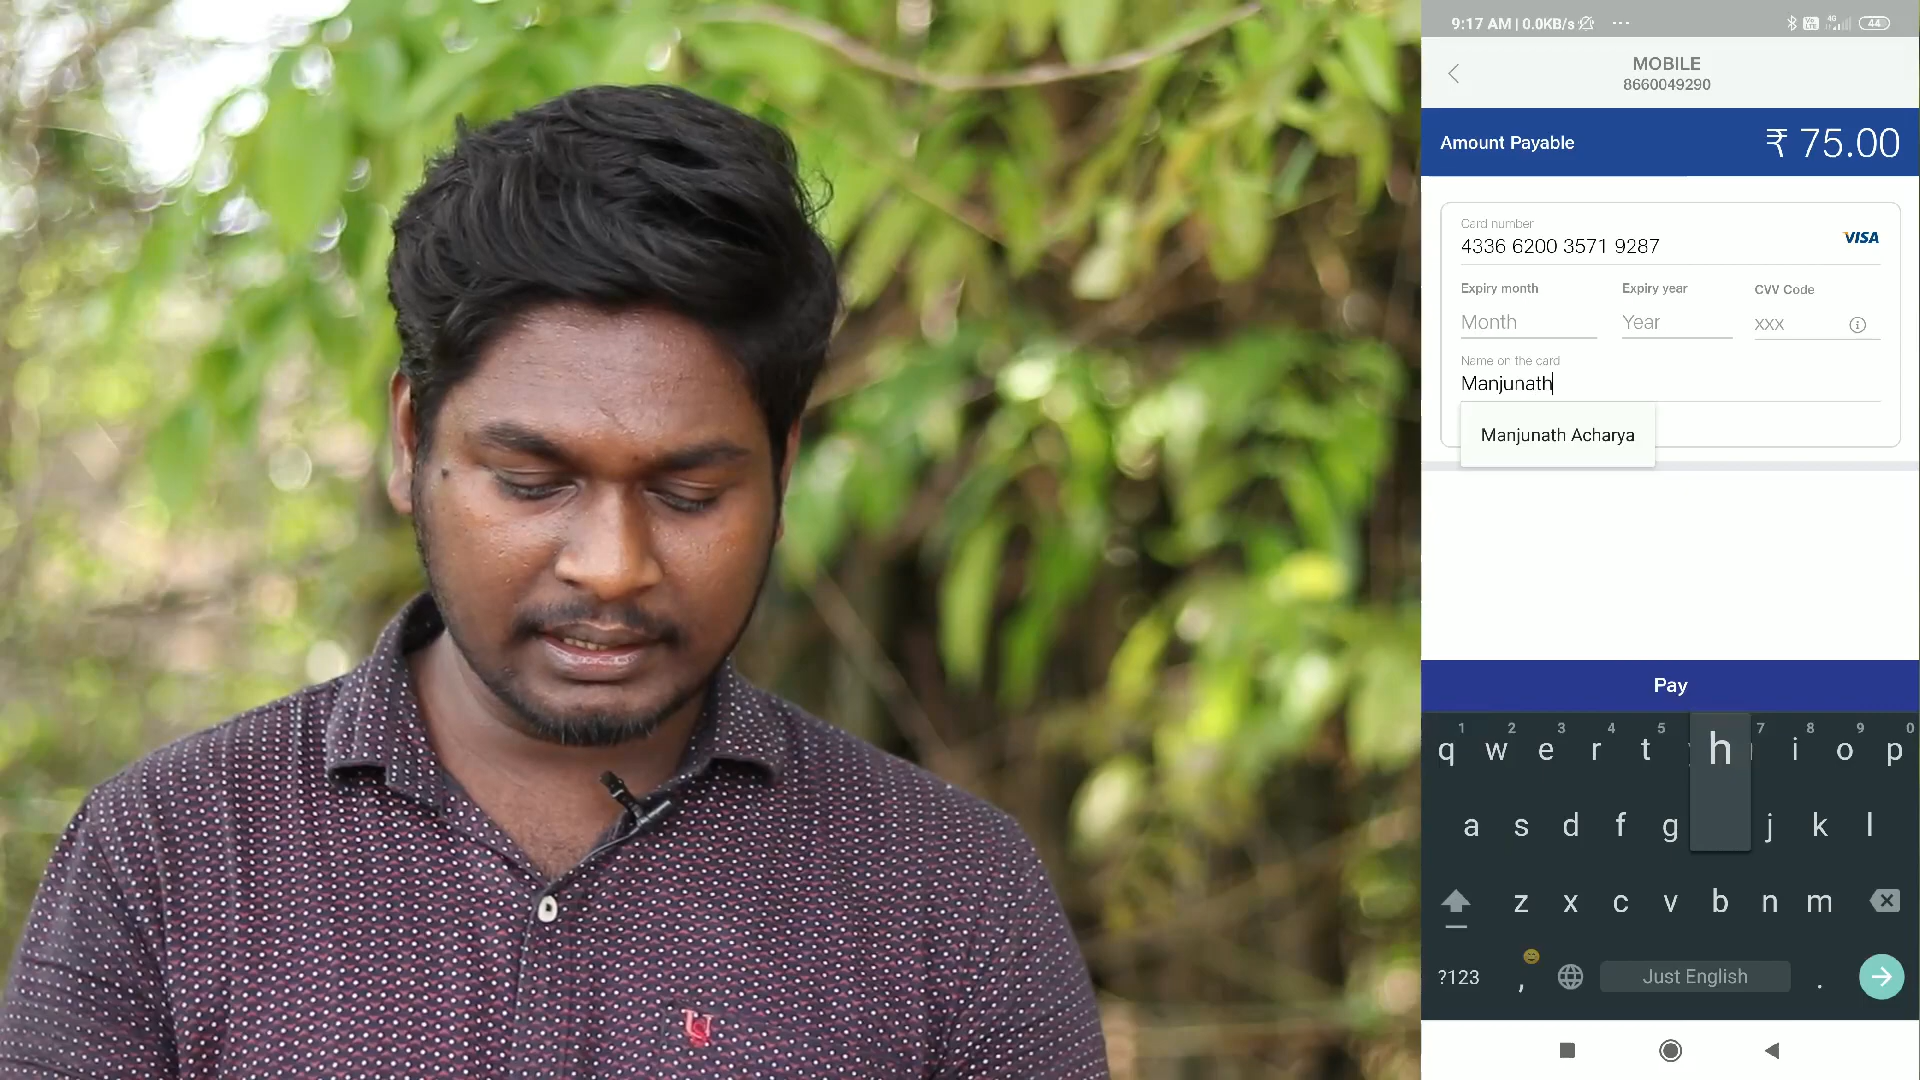 9:17 AM | 0.0KB/s ...
4G 44
MOBILE
8660049290
Amount Payable ₹ 75.00
Card number
4336 6200 3571 9287 VISA
Expiry month Expiry year CVV Code
Month Year XXX
Name on the card
Manjunath
Manjunath Acharya
Pay
1 2 3 4 5 7 8 9 0
q w e r t h i o p
a s d f g j k l
z x c v b n m
?123 , Just English .